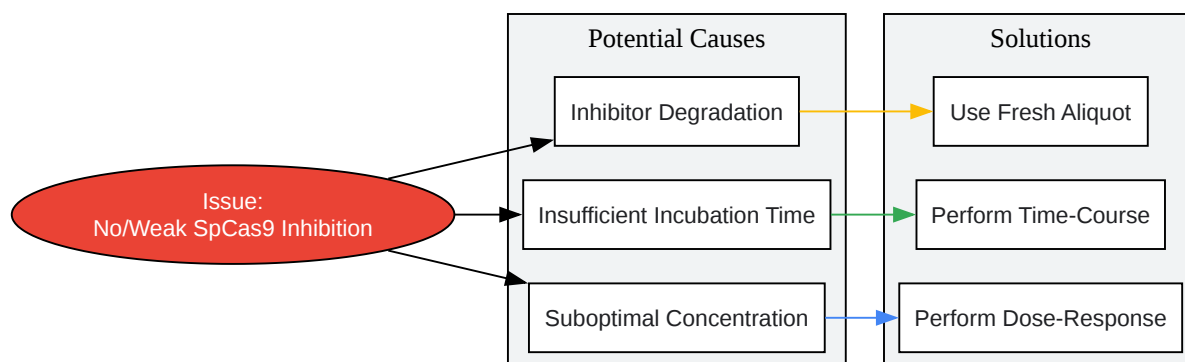 Potential Causes
Solutions
Inhibitor Degradation
Use Fresh Aliquot
Issue:
No/Weak SpCas9 Inhibition
Insufficient Incubation Time
Perform Time-Course
Suboptimal Concentration
Perform Dose-Response